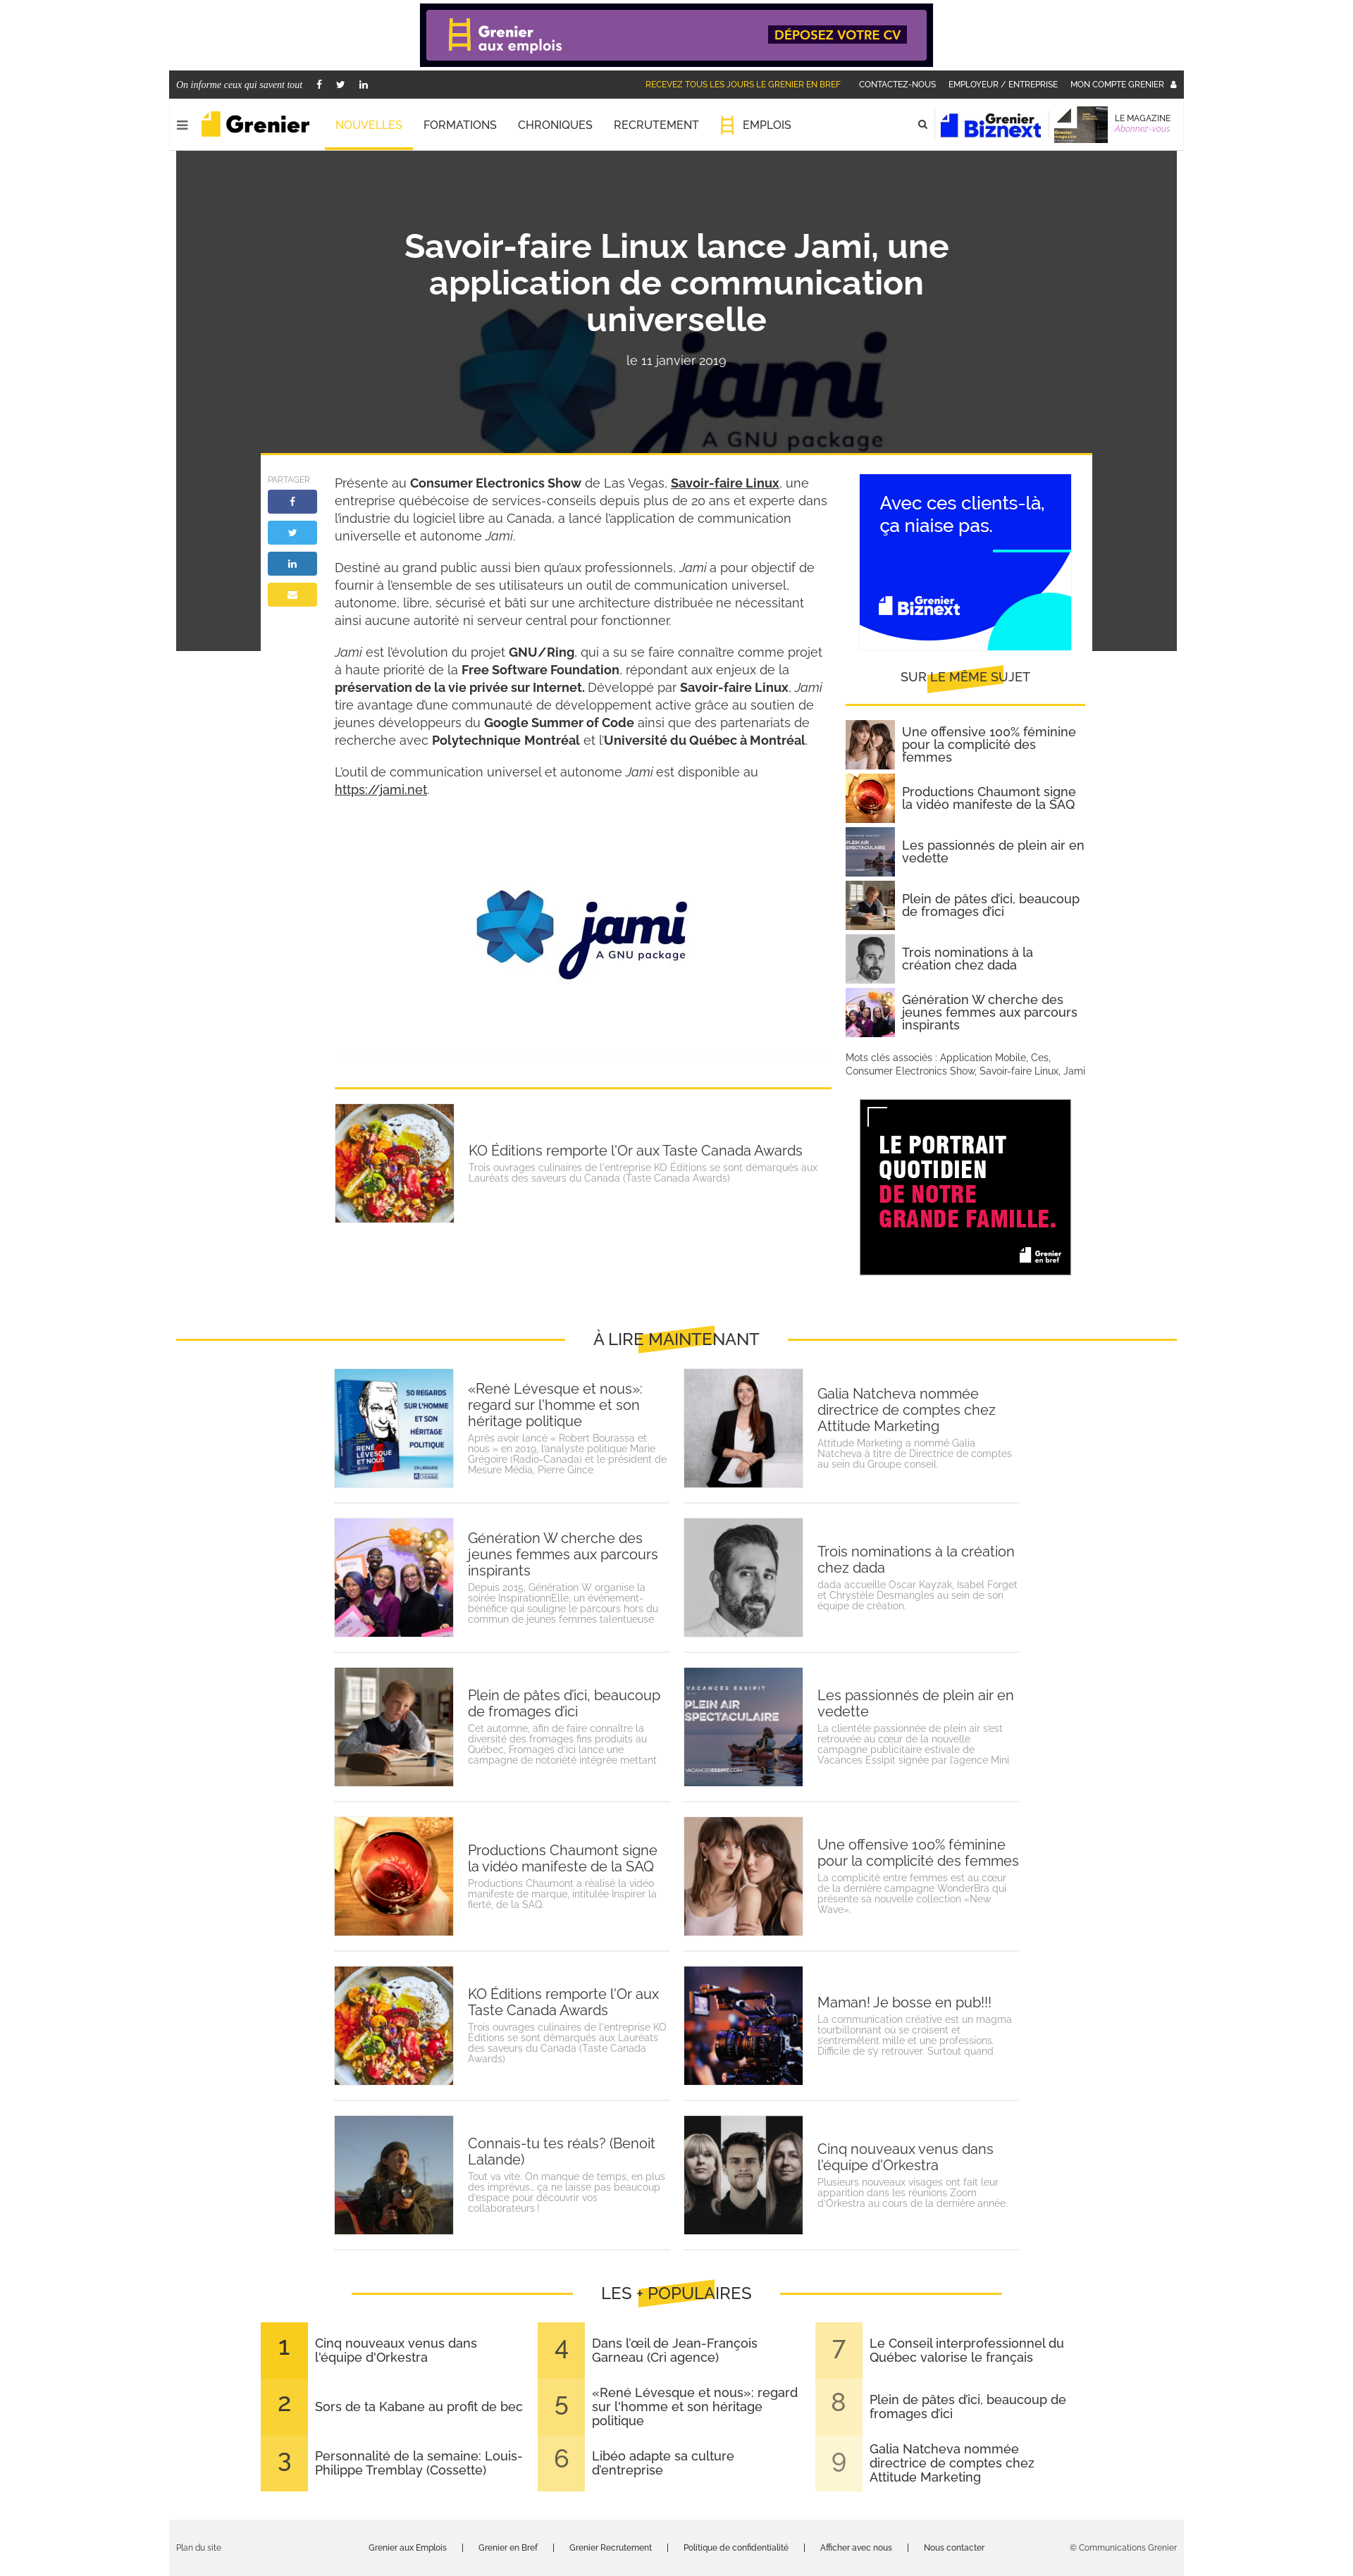 Grenier
aux emplois
DÉPOSEZ VOTRE CV
On informe ceux qui savent tout
RECEVEZ TOUS LES JOURS LE GRENIER EN BREF
CONTACTEZ-NOUS
EMPLOYEUR / ENTREPRISE
MON COMPTE GRENIER
Grenier
NOUVELLES
FORMATIONS
CHRONIQUES
RECRUTEMENT
EMPLOIS
Grenier
Biznext
LE MAGAZINE
Abonnez-vous
Savoir-faire Linux lance Jami, une
application de communication
universelle
le 11 janvier 2019
jami
A GNU package
PARTAGER
Présente au Consumer Electronics Show de Las Vegas, Savoir-faire Linux, une
entreprise québécoise de services-conseils depuis plus de 20 ans et experte dans
l’industrie du logiciel libre au Canada, a lancé l’application de communication
universelle et autonome Jami.
Destiné au grand public aussi bien qu’aux professionnels, Jami a pour objectif de
fournir à l’ensemble de ses utilisateurs un outil de communication universel,
autonome, libre, sécurisé et bâti sur une architecture distribuée ne nécessitant
ainsi aucune autorité ni serveur central pour fonctionner.
Jami est l’évolution du projet GNU/Ring, qui a su se faire connaître comme projet
à haute priorité de la Free Software Foundation, répondant aux enjeux de la
préservation de la vie privée sur Internet. Développé par Savoir-faire Linux, Jami
tire avantage d’une communauté de développement active grâce au soutien de
jeunes développeurs du Google Summer of Code ainsi que des partenariats de
recherche avec Polytechnique Montréal et l’Université du Québec à Montréal.
L’outil de communication universel et autonome Jami est disponible au
https://jami.net.
jami
A GNU package
Avec ces clients-là,
ça niaise pas.
Grenier
Biznext
SUR LE MÊME SUJET
Une offensive 100% féminine
pour la complicité des
femmes
Productions Chaumont signe
la vidéo manifeste de la SAQ
Les passionnés de plein air en
vedette
Plein de pâtes d’ici, beaucoup
de fromages d’ici
Trois nominations à la
création chez dada
Génération W cherche des
jeunes femmes aux parcours
inspirants
Mots clés associés : Application Mobile, Ces,
Consumer Electronics Show, Savoir-faire Linux, Jami
KO Éditions remporte l'Or aux Taste Canada Awards
Trois ouvrages culinaires de l'entreprise KO Éditions se sont démarqués aux
Lauréats des saveurs du Canada (Taste Canada Awards)
LE PORTRAIT
QUOTIDIEN
DE NOTRE
GRANDE FAMILLE.
Grenier
en bref
À LIRE MAINTENANT
50 REGARDS
SUR L'HOMME
ET SON
HÉRITAGE
POLITIQUE
RENÉ
LÉVESQUE
ET NOUS
«René Lévesque et nous»:
regard sur l'homme et son
héritage politique
Après avoir lancé « Robert Bourassa et
nous » en 2019, l’analyste politique Marie
Grégoire (Radio-Canada) et le président de
Mesure Média, Pierre Gince
Galia Natcheva nommée
directrice de comptes chez
Attitude Marketing
Attitude Marketing a nommé Galia
Natcheva à titre de Directrice de comptes
au sein du Groupe conseil.
Génération W cherche des
jeunes femmes aux parcours
inspirants
Depuis 2015, Génération W organise la
soirée InspirationnElle, un événement-
bénéfice qui souligne le parcours hors du
commun de jeunes femmes talentueuse
Trois nominations à la création
chez dada
dada accueille Oscar Kayzak, Isabel Forget
et Chrystèle Desmangles au sein de son
équipe de création.
Plein de pâtes d’ici, beaucoup
de fromages d’ici
Cet automne, afin de faire connaître la
diversité des fromages fins produits au
Québec, Fromages d’ici lance une
campagne de notoriété intégrée mettant
VACANCES ESSIPIT
PLEIN AIR
SPECTACULAIRE
VACANCESESSIPIT.COM
Les passionnés de plein air en
vedette
La clientèle passionnée de plein air s’est
retrouvée au cœur de la nouvelle
campagne publicitaire estivale de
Vacances Essipit signée par l’agence Mini
Productions Chaumont signe
la vidéo manifeste de la SAQ
Productions Chaumont a réalisé la vidéo
manifeste de marque, intitulée Inspirer la
fierté, de la SAQ.
Une offensive 100% féminine
pour la complicité des femmes
La complicité entre femmes est au cœur
de la dernière campagne WonderBra qui
présente sa nouvelle collection «New
Wave».
KO Éditions remporte l'Or aux
Taste Canada Awards
Trois ouvrages culinaires de l'entreprise KO
Éditions se sont démarqués aux Lauréats
des saveurs du Canada (Taste Canada
Awards)
Maman! Je bosse en pub!!!
La communication créative est un magma
tourbillonnant où se croisent et
s’entremêlent mille et une professions.
Difficile de s’y retrouver. Surtout quand
Connais-tu tes réals? (Benoit
Lalande)
Tout va vite. On manque de temps, en plus
des imprévus… ça ne laisse pas beaucoup
d’espace pour découvrir vos
collaborateurs !
Cinq nouveaux venus dans
l'équipe d'Orkestra
Plusieurs nouveaux visages ont fait leur
apparition dans les réunions Zoom
d'Orkestra au cours de la dernière année.
LES + POPULAIRES
1
Cinq nouveaux venus dans
l'équipe d'Orkestra
2
Sors de ta Kabane au profit de bec
3
Personnalité de la semaine: Louis-
Philippe Tremblay (Cossette)
4
Dans l’œil de Jean-François
Garneau (Cri agence)
5
«René Lévesque et nous»: regard
sur l'homme et son héritage
politique
6
Libéo adapte sa culture
d’entreprise
7
Le Conseil interprofessionnel du
Québec valorise le français
8
Plein de pâtes d’ici, beaucoup de
fromages d’ici
9
Galia Natcheva nommée
directrice de comptes chez
Attitude Marketing
Plan du site
Grenier aux Emplois | Grenier en Bref | Grenier Recrutement | Politique de confidentialité | Afficher avec nous | Nous contacter
© Communications Grenier